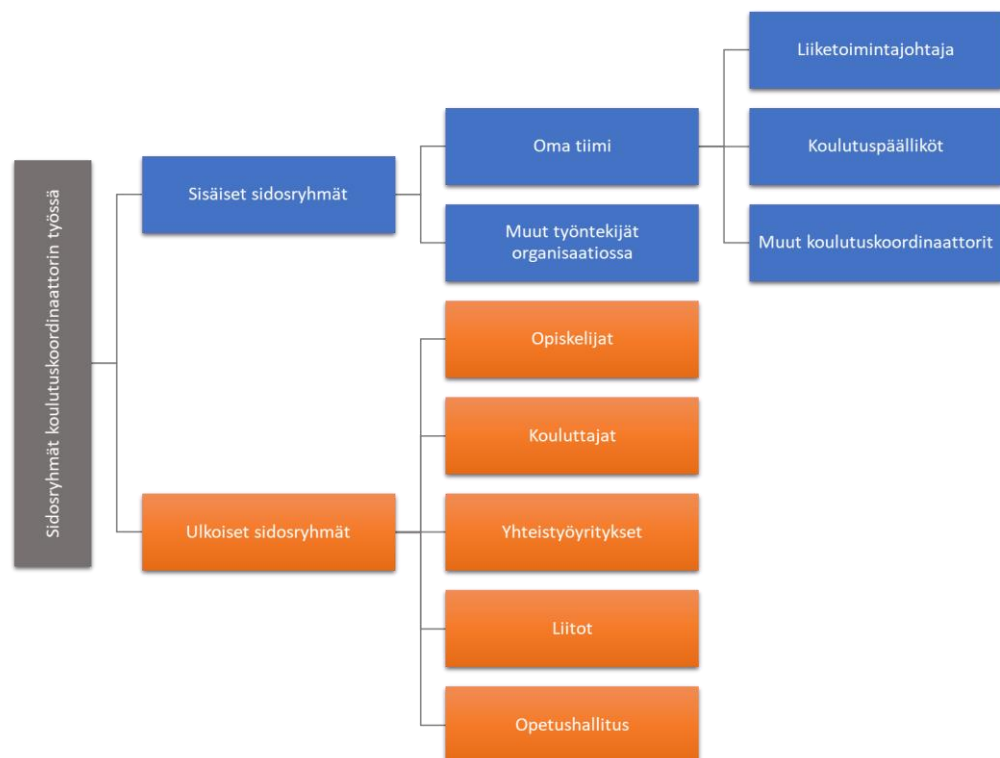 Sidosryhmät koulutuskoordinaattorin työssä
Sisäiset sidosryhmät
Oma tiimi
Liiketoimintajohtaja
Koulutuspäälliköt
Muut koulutuskoordinaattorit
Muut työntekijät
organisaatiossa
Ulkoiset sidosryhmät
Opiskelijat
Kouluttajat
Yhteistyöyritykset
Liitot
Opetushallitus